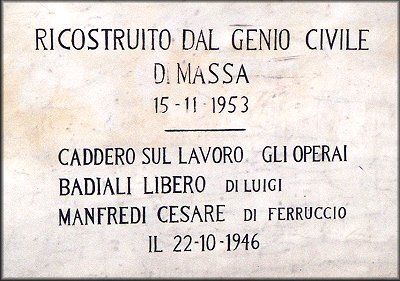 RICOSTRUITO DAL GENIO CIVILE
DI MASSA
15-11-1953
CADDERO SUL LAVORO GLI OPERAI
BADIALI LIBERO DI LUIGI
MANFREDI CESARE DI FERRUCCIO
IL 22-10-1946